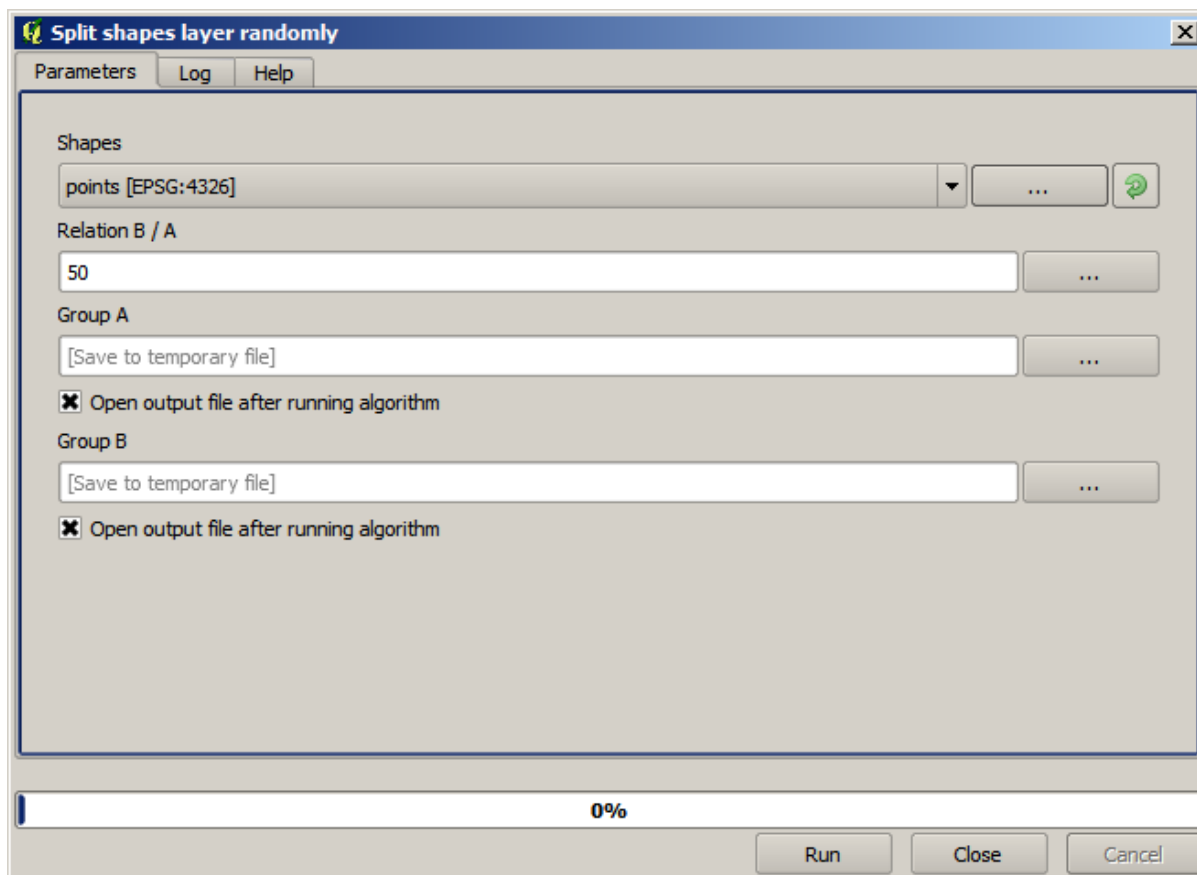 Split shapes layer randomly
Parameters Log Help
Shapes
points [EPSG:4326] ...
Relation B / A
50 ...
Group A
[Save to temporary file] ...
Open output file after running algorithm
Group B
[Save to temporary file] ...
Open output file after running algorithm
0%
Run Close Cancel